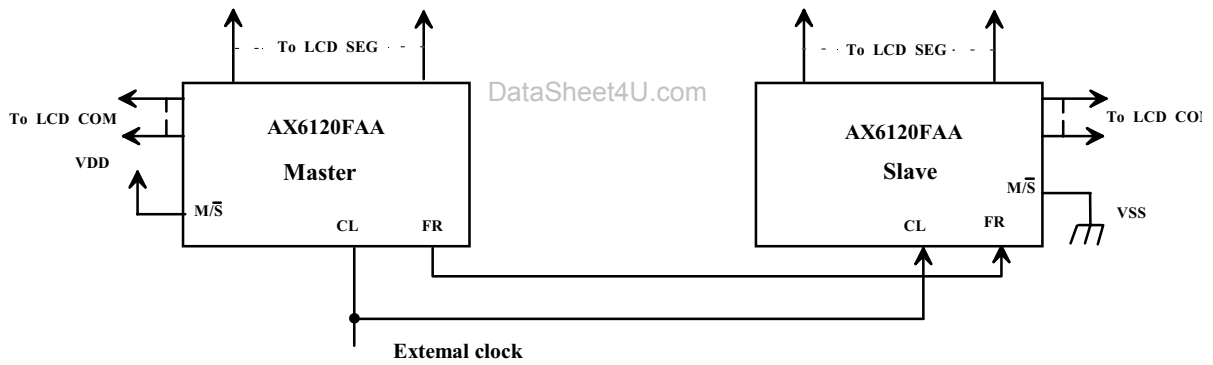 To LCD SEG
To LCD SEG
DataSheet4U.com
To LCD COM
AX6120FAA
AX6120FAA
To LCD CO
VDD
Master
Slave
M/S̅
M/S̅
VSS
CL
FR
CL
FR
Extemal clock